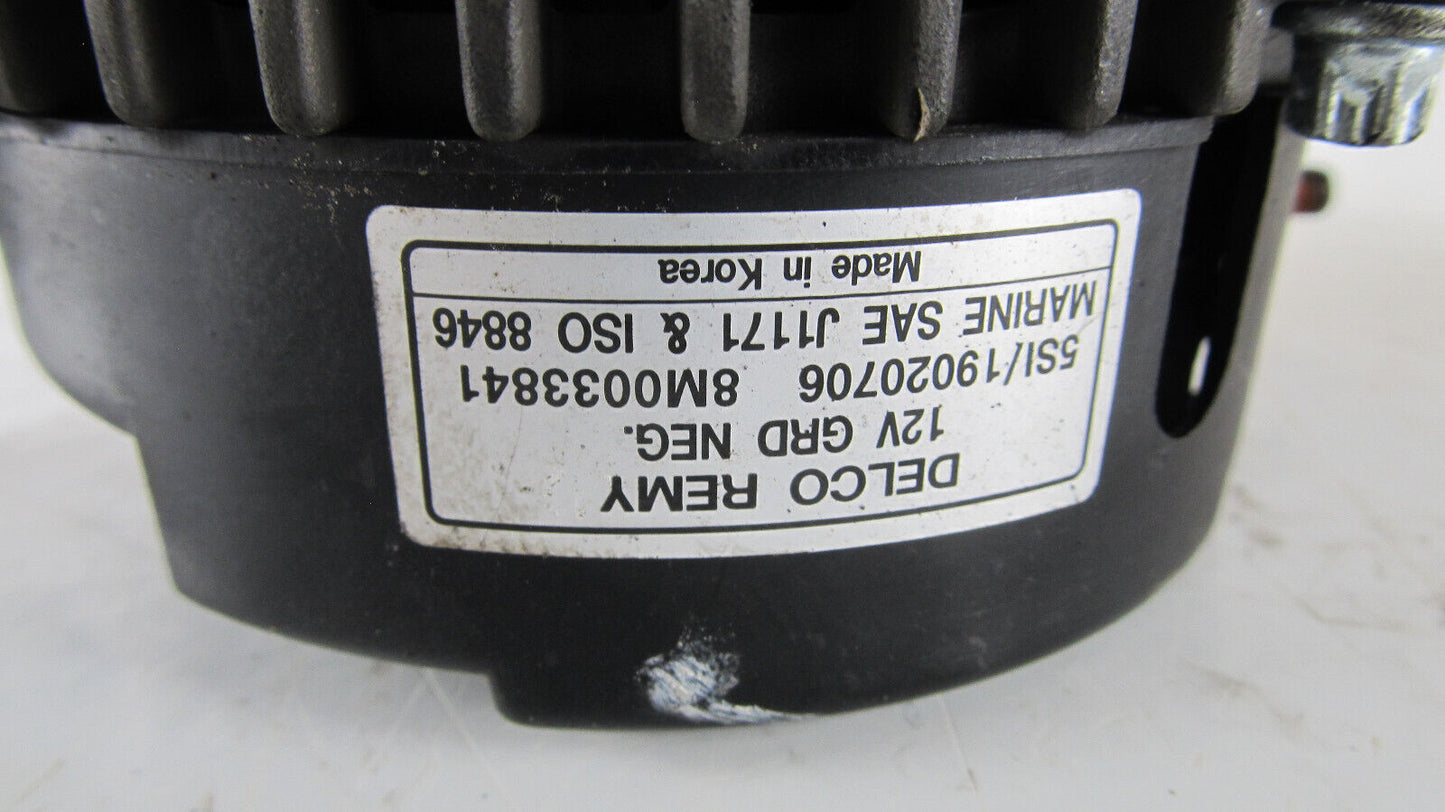 DELCO REMY
12V GRD NEG.
5SI/19020706 8M0033841
MARINE SAE J1171 & ISO 8846
Made in Korea